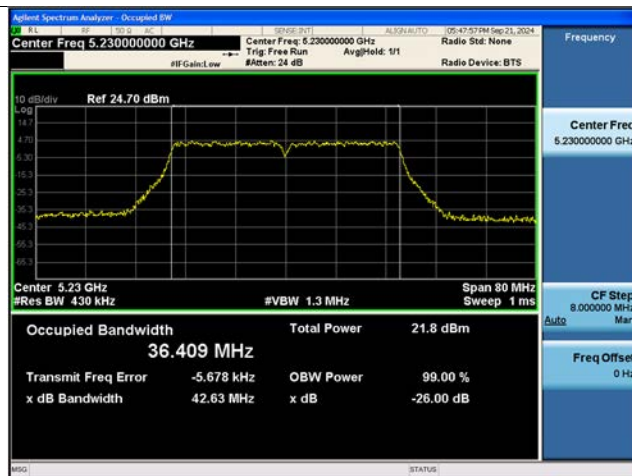 Agilent Spectrum Analyzer - Occupied BW
RL RF 50 Ω AC SENSE:INT ALIGN AUTO 05:47:57 PM Sep 21, 2024
Center Freq 5.230000000 GHz
Center Freq: 5.230000000 GHz
Radio Std: None
Trig: Free Run Avg|Hold: 1/1
#IFGain:Low #Atten: 24 dB Radio Device: BTS
10 dB/div Ref 24.70 dBm
Log
14.7
4.70
-5.30
-15.3
-25.3
-35.3
-45.3
-55.3
-65.3
Center 5.23 GHz Span 80 MHz
#Res BW 430 kHz #VBW 1.3 MHz Sweep 1 ms
Occupied Bandwidth Total Power 21.8 dBm
36.409 MHz
Transmit Freq Error -5.678 kHz OBW Power 99.00 %
x dB Bandwidth 42.63 MHz x dB -26.00 dB
MSG STATUS
Frequency
Center Freq
5.230000000 GHz
CF Step
8.000000 MHz
Auto Man
Freq Offset
0 Hz